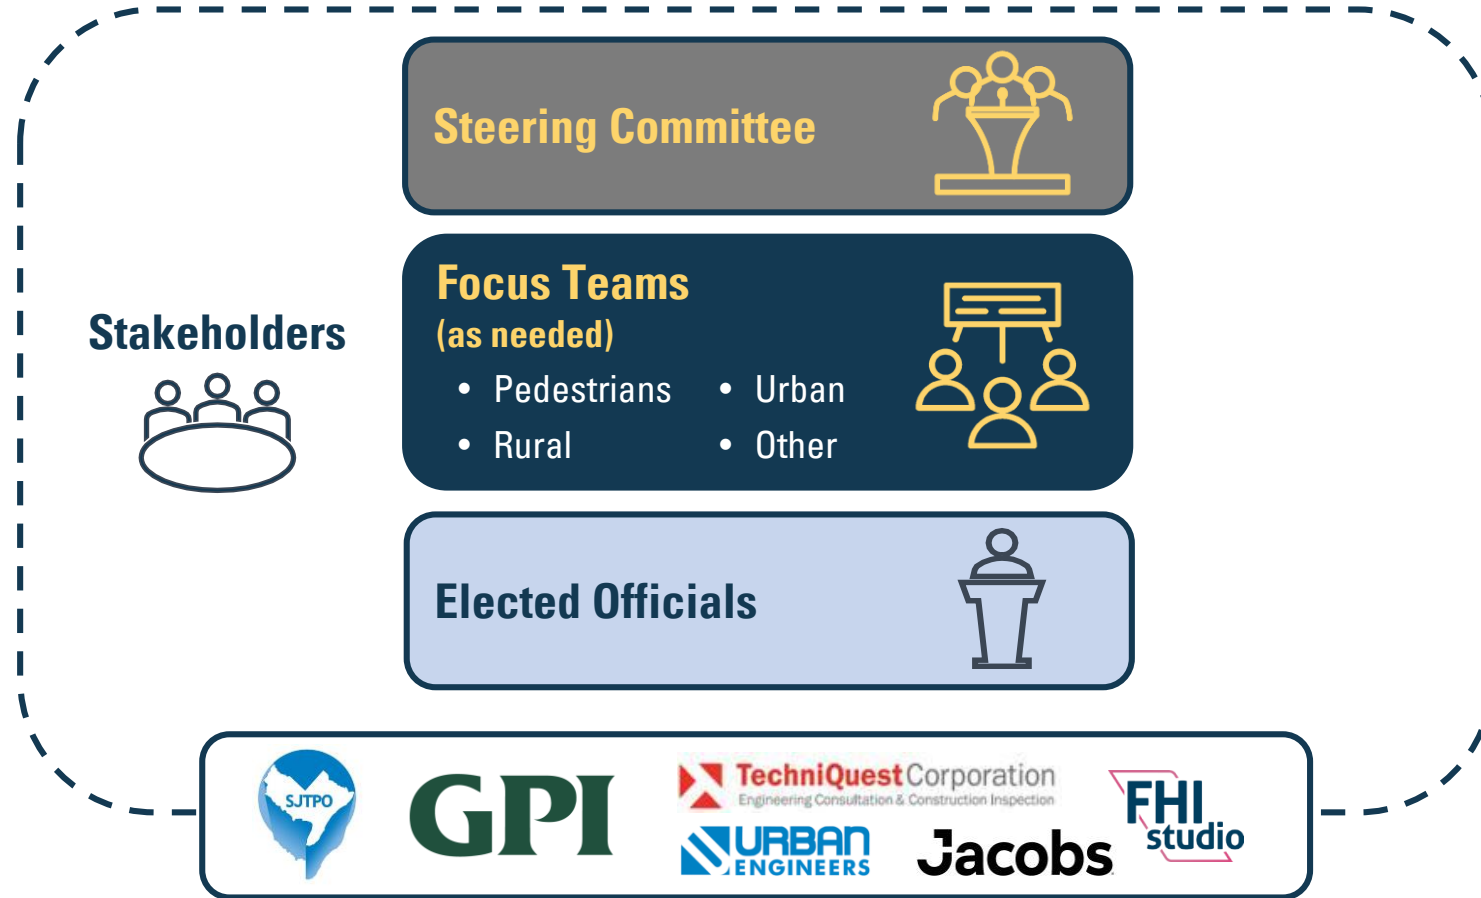 Steering Committee
Stakeholders
Focus Teams
(as needed)
• Pedestrians
• Rural
• Urban
• Other
Elected Officials
SJTPO
GPI
TechniQuest Corporation
Engineering Consultation & Construction Inspection
URBAN
ENGINEERS
Jacobs
FHI
studio